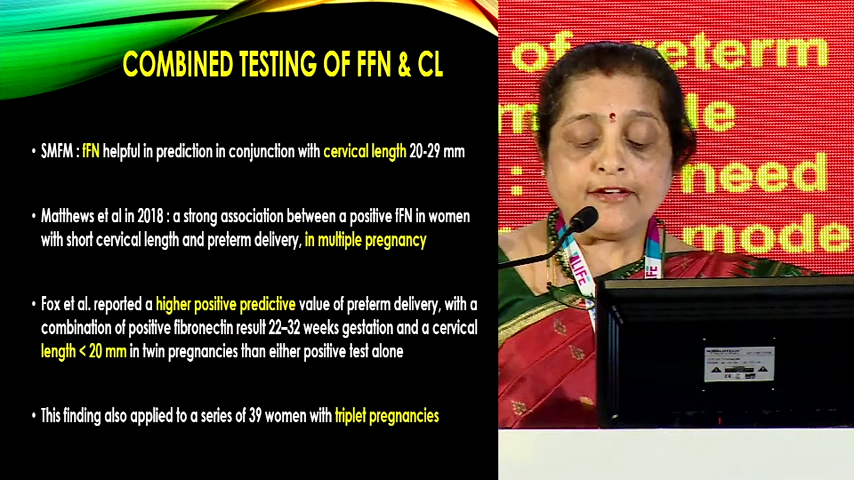 COMBINED TESTING OF FFN & CL
• SMFM : fFN helpful in prediction in conjunction with cervical length 20-29 mm
• Matthews et al in 2018 : a strong association between a positive fFN in women
with short cervical length and preterm delivery, in multiple pregnancy
• Fox et al. reported a higher positive predictive value of preterm delivery, with a
combination of positive fibronectin result 22–32 weeks gestation and a cervical
length < 20 mm in twin pregnancies than either positive test alone
• This finding also applied to a series of 39 women with triplet pregnancies
of preterm
: need
mode
LIFE